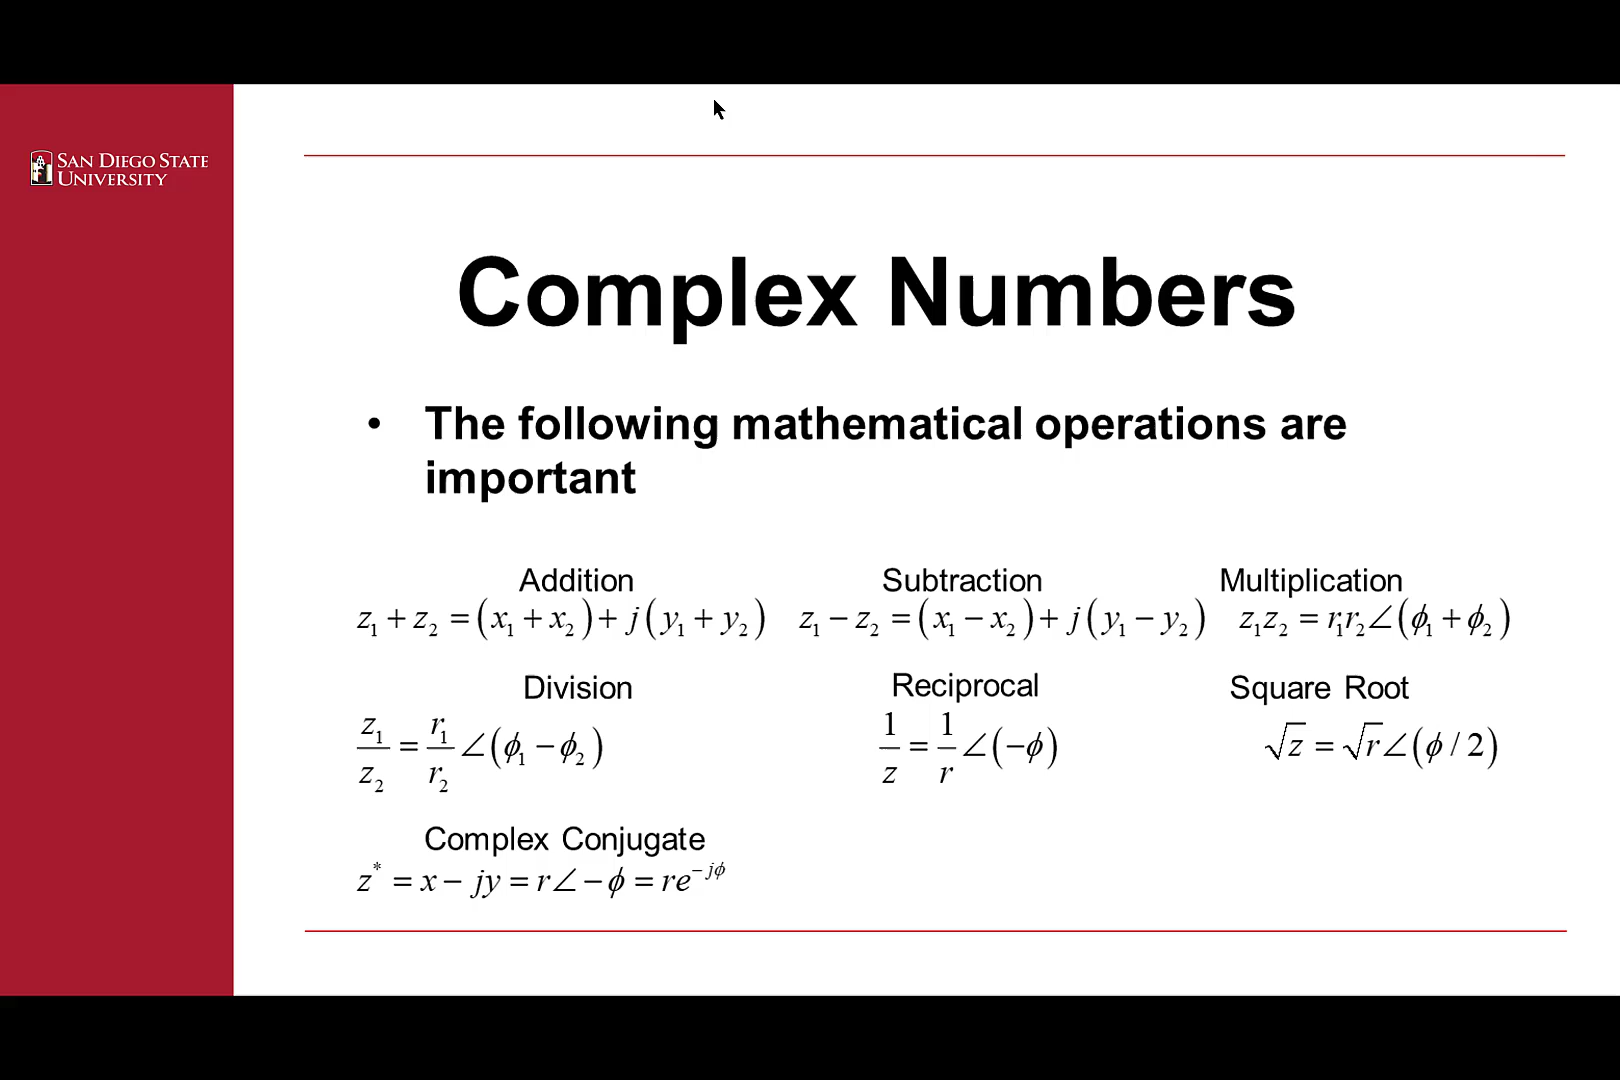 SAN DIEGO STATE
UNIVERSITY
Complex Numbers
• The following mathematical operations are
important
Addition Subtraction Multiplication
z₁ + z₂ = (x₁ + x₂) + j(y₁ + y₂) z₁ − z₂ = (x₁ − x₂) + j(y₁ − y₂) z₁z₂ = r₁r₂∠(ϕ₁ + ϕ₂)
Division Reciprocal Square Root
z₁/z₂ = r₁/r₂ ∠(ϕ₁ − ϕ₂) 1/z = 1/r ∠(−ϕ) √z = √r∠(ϕ / 2)
Complex Conjugate
z* = x − jy = r∠ − ϕ = re^(−jϕ)